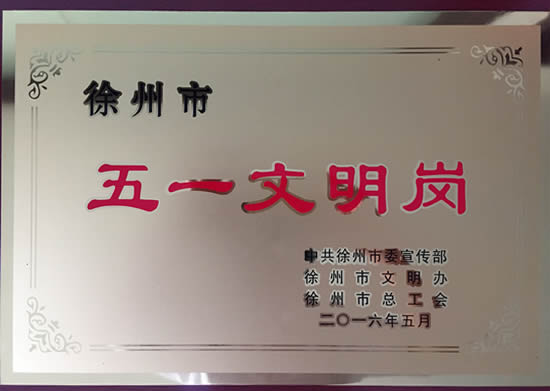 徐州市
五一文明岗
中共徐州市委宣传部
徐州市文明办
徐州市总工会
二〇一六年五月